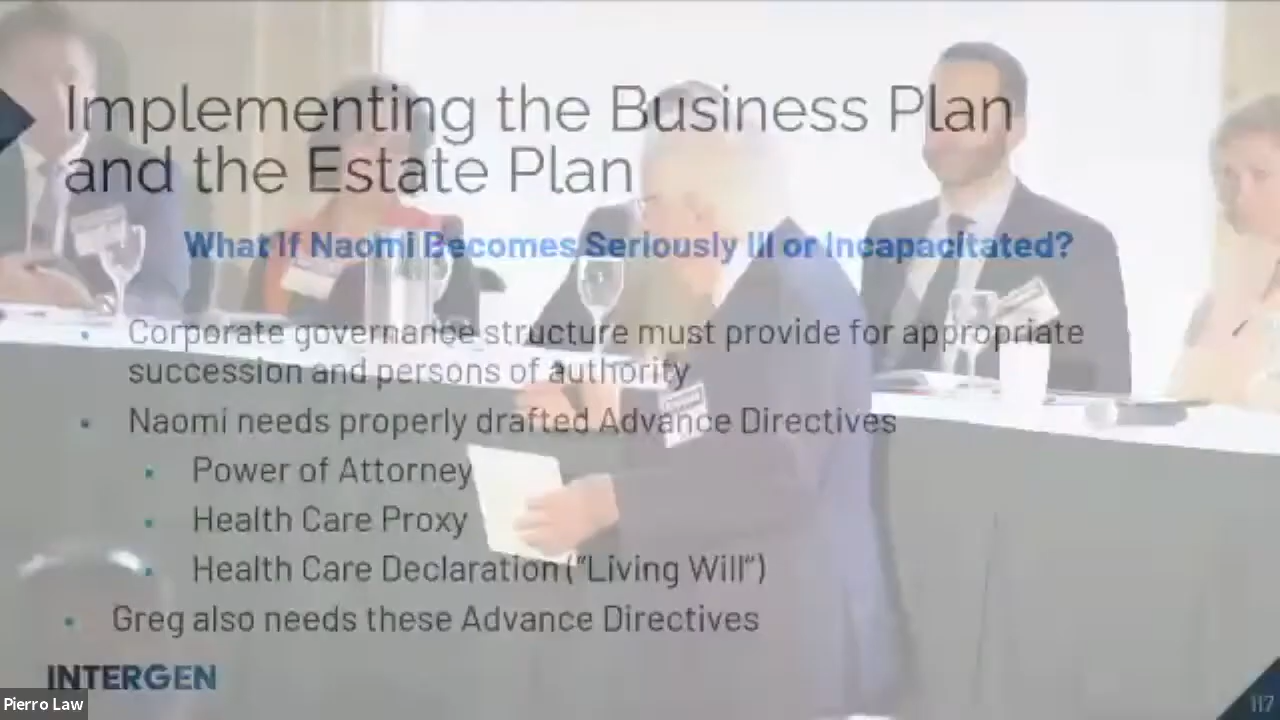 Implementing the Business Plan
and the Estate Plan
What If Naomi Becomes Seriously Ill or Incapacitated?
• Corporate governance structure must provide for appropriate
succession and persons of authority
• Naomi needs properly drafted Advance Directives
• Power of Attorney
• Health Care Proxy
• Health Care Declaration (“Living Will”)
• Greg also needs these Advance Directives
INTERGEN
Pierro Law
117